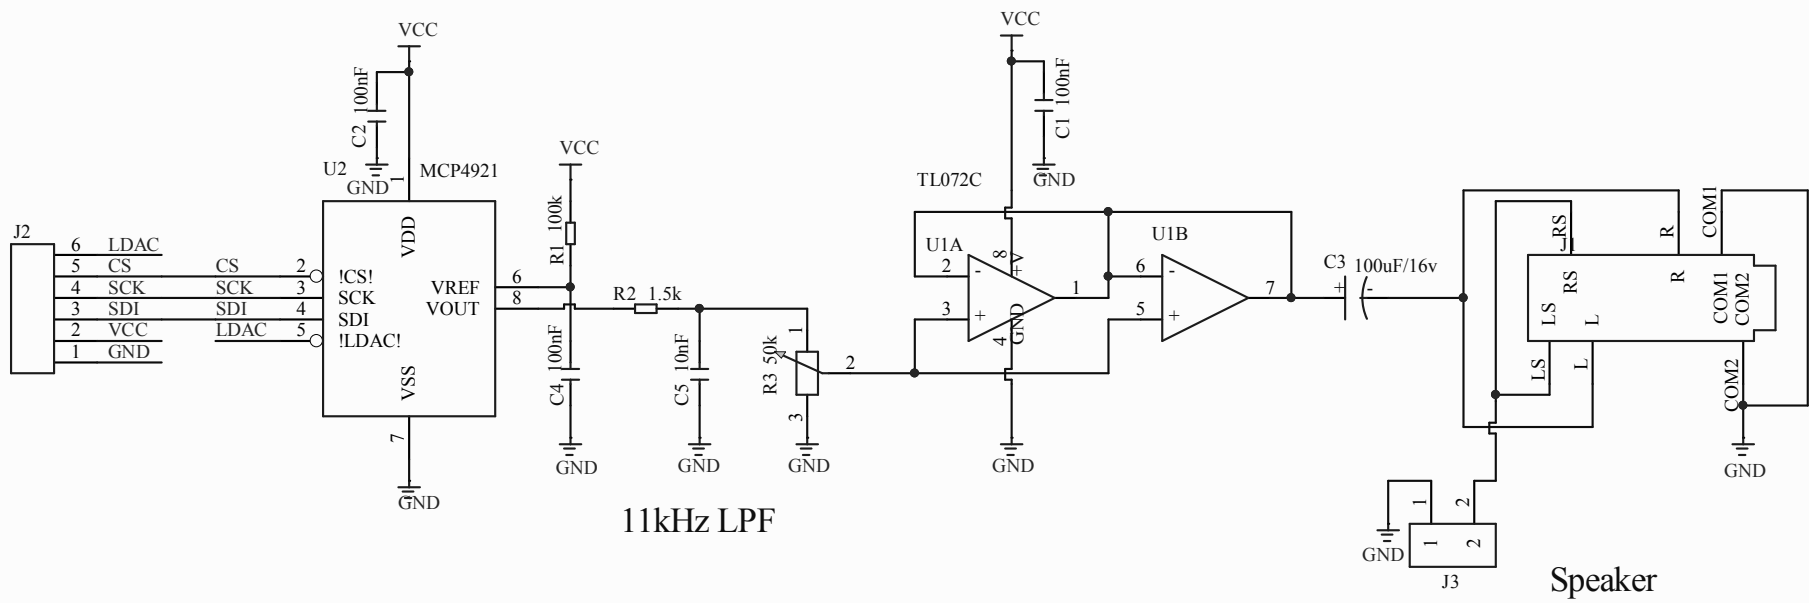 VCC
C2 100nF
GND
U2
MCP4921
1
VDD
J2
6 LDAC
5 CS CS 2 !CS!
4 SCK SCK 3 SCK
3 SDI SDI 4 SDI
2 VCC LDAC 5 !LDAC!
1 GND
VREF 6
VOUT 8
VSS
7
GND
VCC
R1 100k
R2 1.5k
C4 100nF
GND
C5 10nF
GND
1
R3 50k
2
3
GND
11kHz LPF
VCC
C1 100nF
GND
TL072C
U1A
8
+V
2 -
3 +
1
GND
4
GND
U1B
6 -
5 +
7
C3 100uF/16v
+ -
RS
R
COM1
J1
RS
R
COM1
COM2
LS
L
LS
L
COM2
GND
1
2
GND
1
2
J3
Speaker